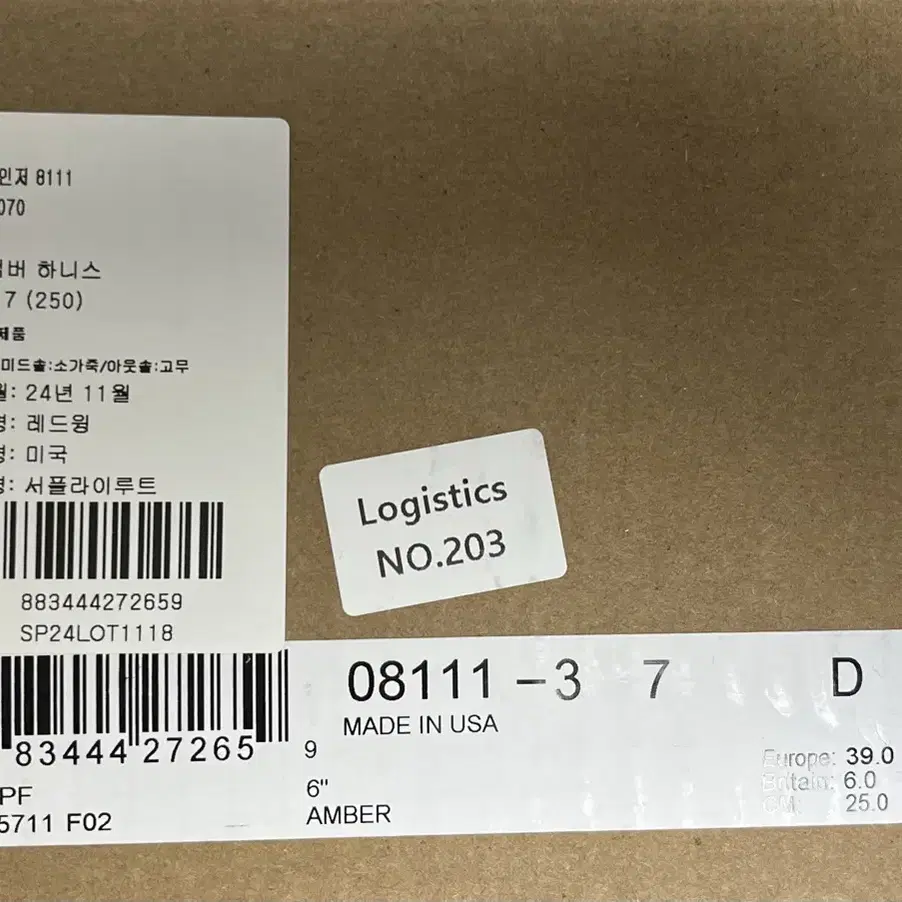 인저 8111
070
버 하니스
7 (250)
제품
미드솔:소가죽/아웃솔:고무
월: 24년 11월
명: 레드윙
명: 미국
명: 서플라이루트
883444272659
SP24LOT1118
Logistics
NO.203
08111 -3 7 D
MADE IN USA
83444 27265 9
Europe: 39.0
Britain: 6.0
CM: 25.0
PF
6"
5711 F02
AMBER